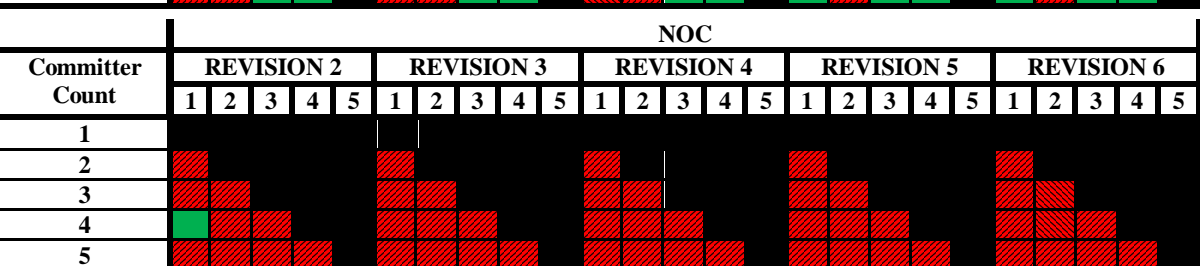 NOC
Committer Count REVISION 2 REVISION 3 REVISION 4 REVISION 5 REVISION 6
1 2 3 4 5 1 2 3 4 5 1 2 3 4 5 1 2 3 4 5 1 2 3 4 5
1
2
3
4
5